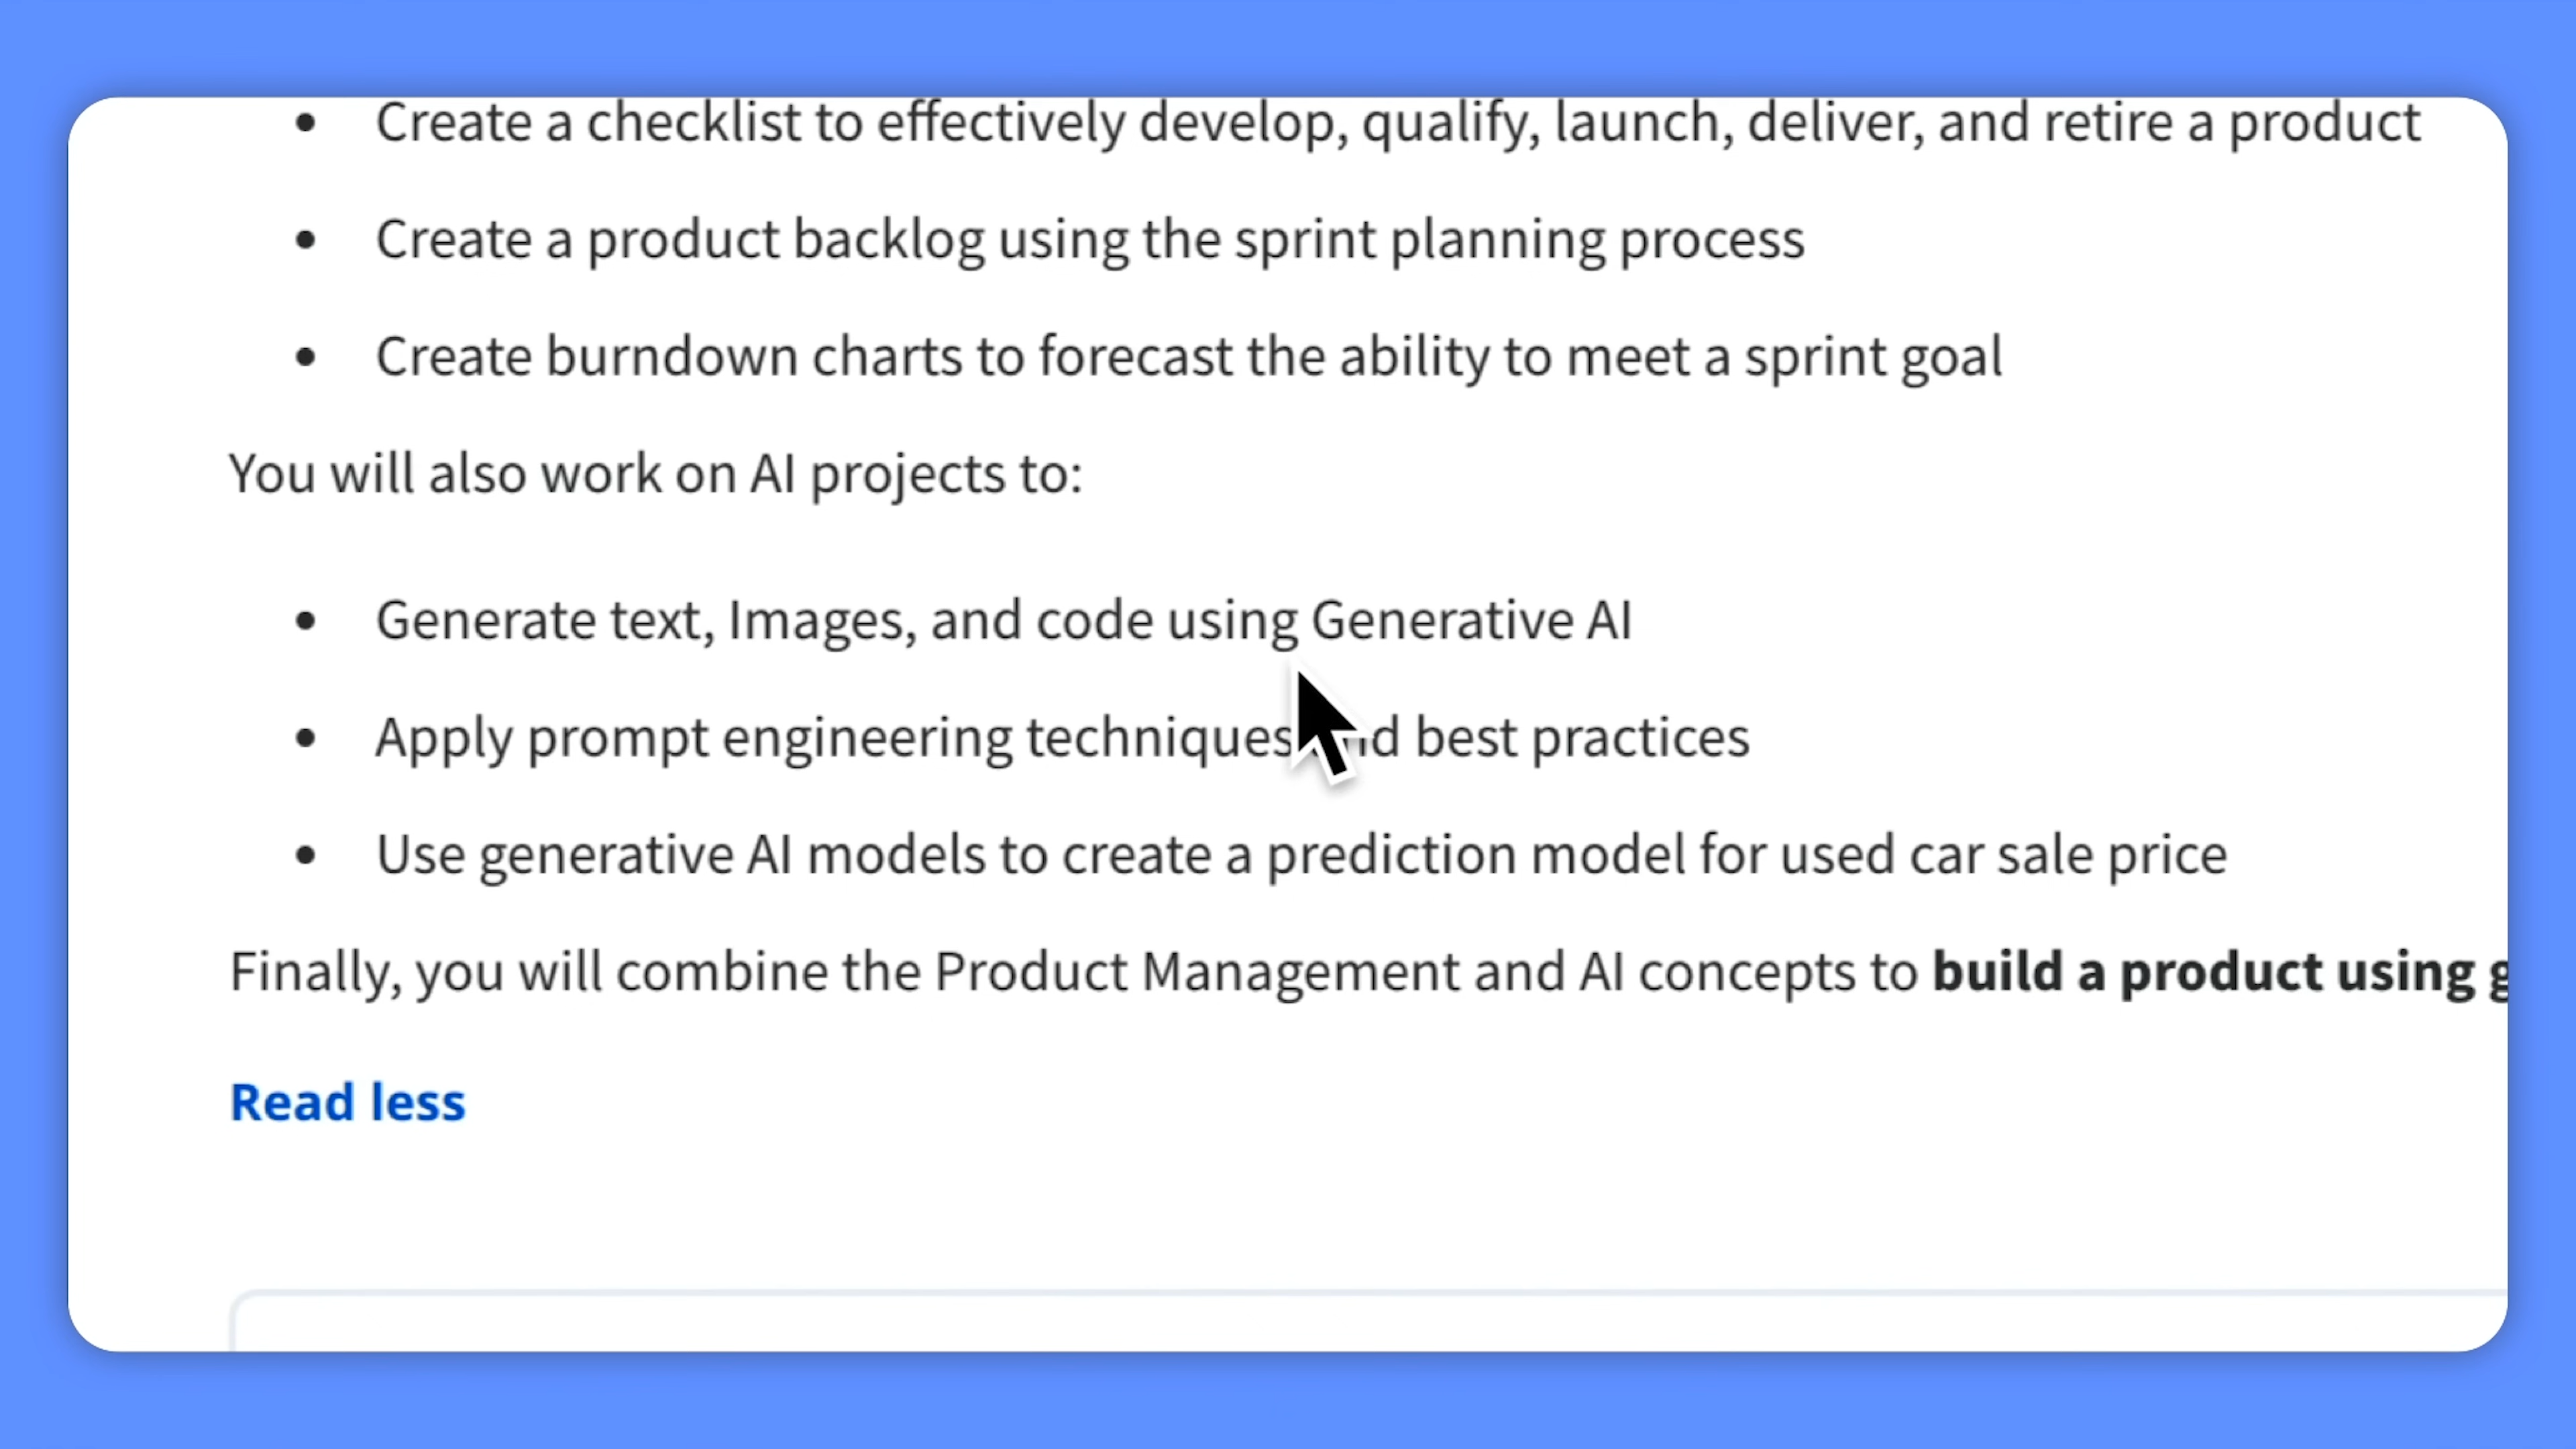 • Create a checklist to effectively develop, qualify, launch, deliver, and retire a product
• Create a product backlog using the sprint planning process
• Create burndown charts to forecast the ability to meet a sprint goal
You will also work on AI projects to:
• Generate text, Images, and code using Generative AI
• Apply prompt engineering techniques best practices
• Use generative AI models to create a prediction model for used car sale price
Finally, you will combine the Product Management and AI concepts to build a product using
Read less